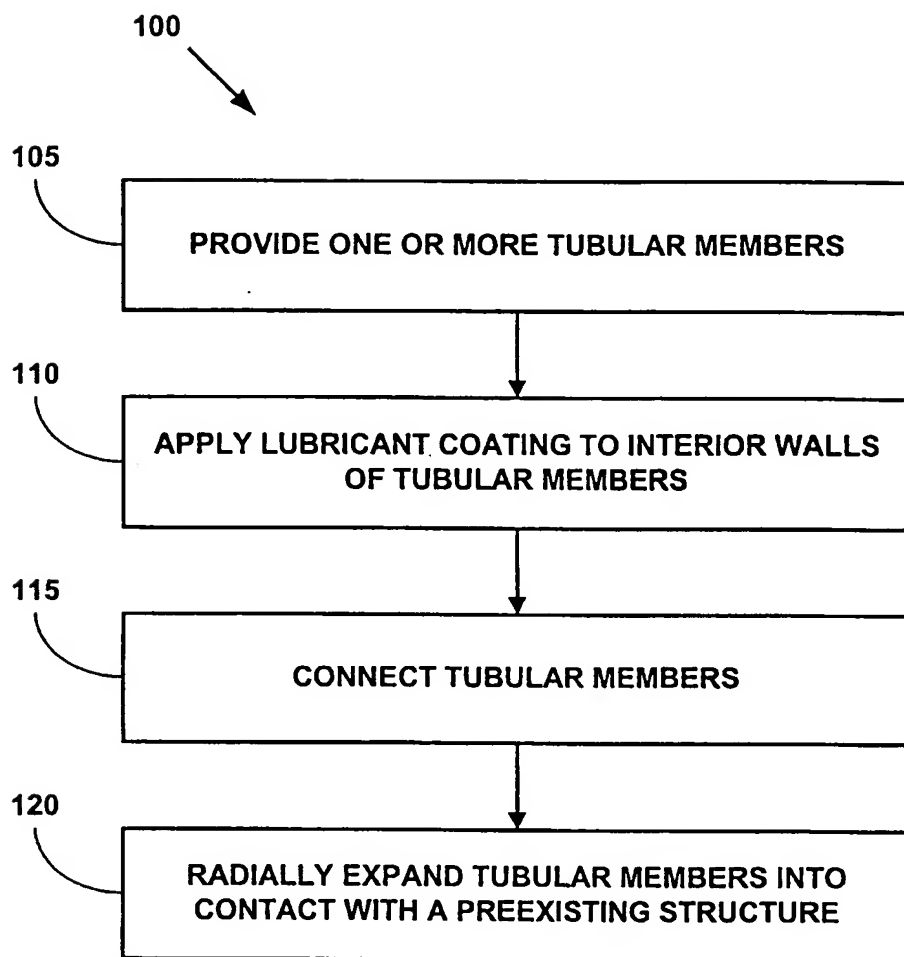 100
105
PROVIDE ONE OR MORE TUBULAR MEMBERS
110
APPLY LUBRICANT COATING TO INTERIOR WALLS
OF TUBULAR MEMBERS
115
CONNECT TUBULAR MEMBERS
120
RADIALLY EXPAND TUBULAR MEMBERS INTO
CONTACT WITH A PREEXISTING STRUCTURE